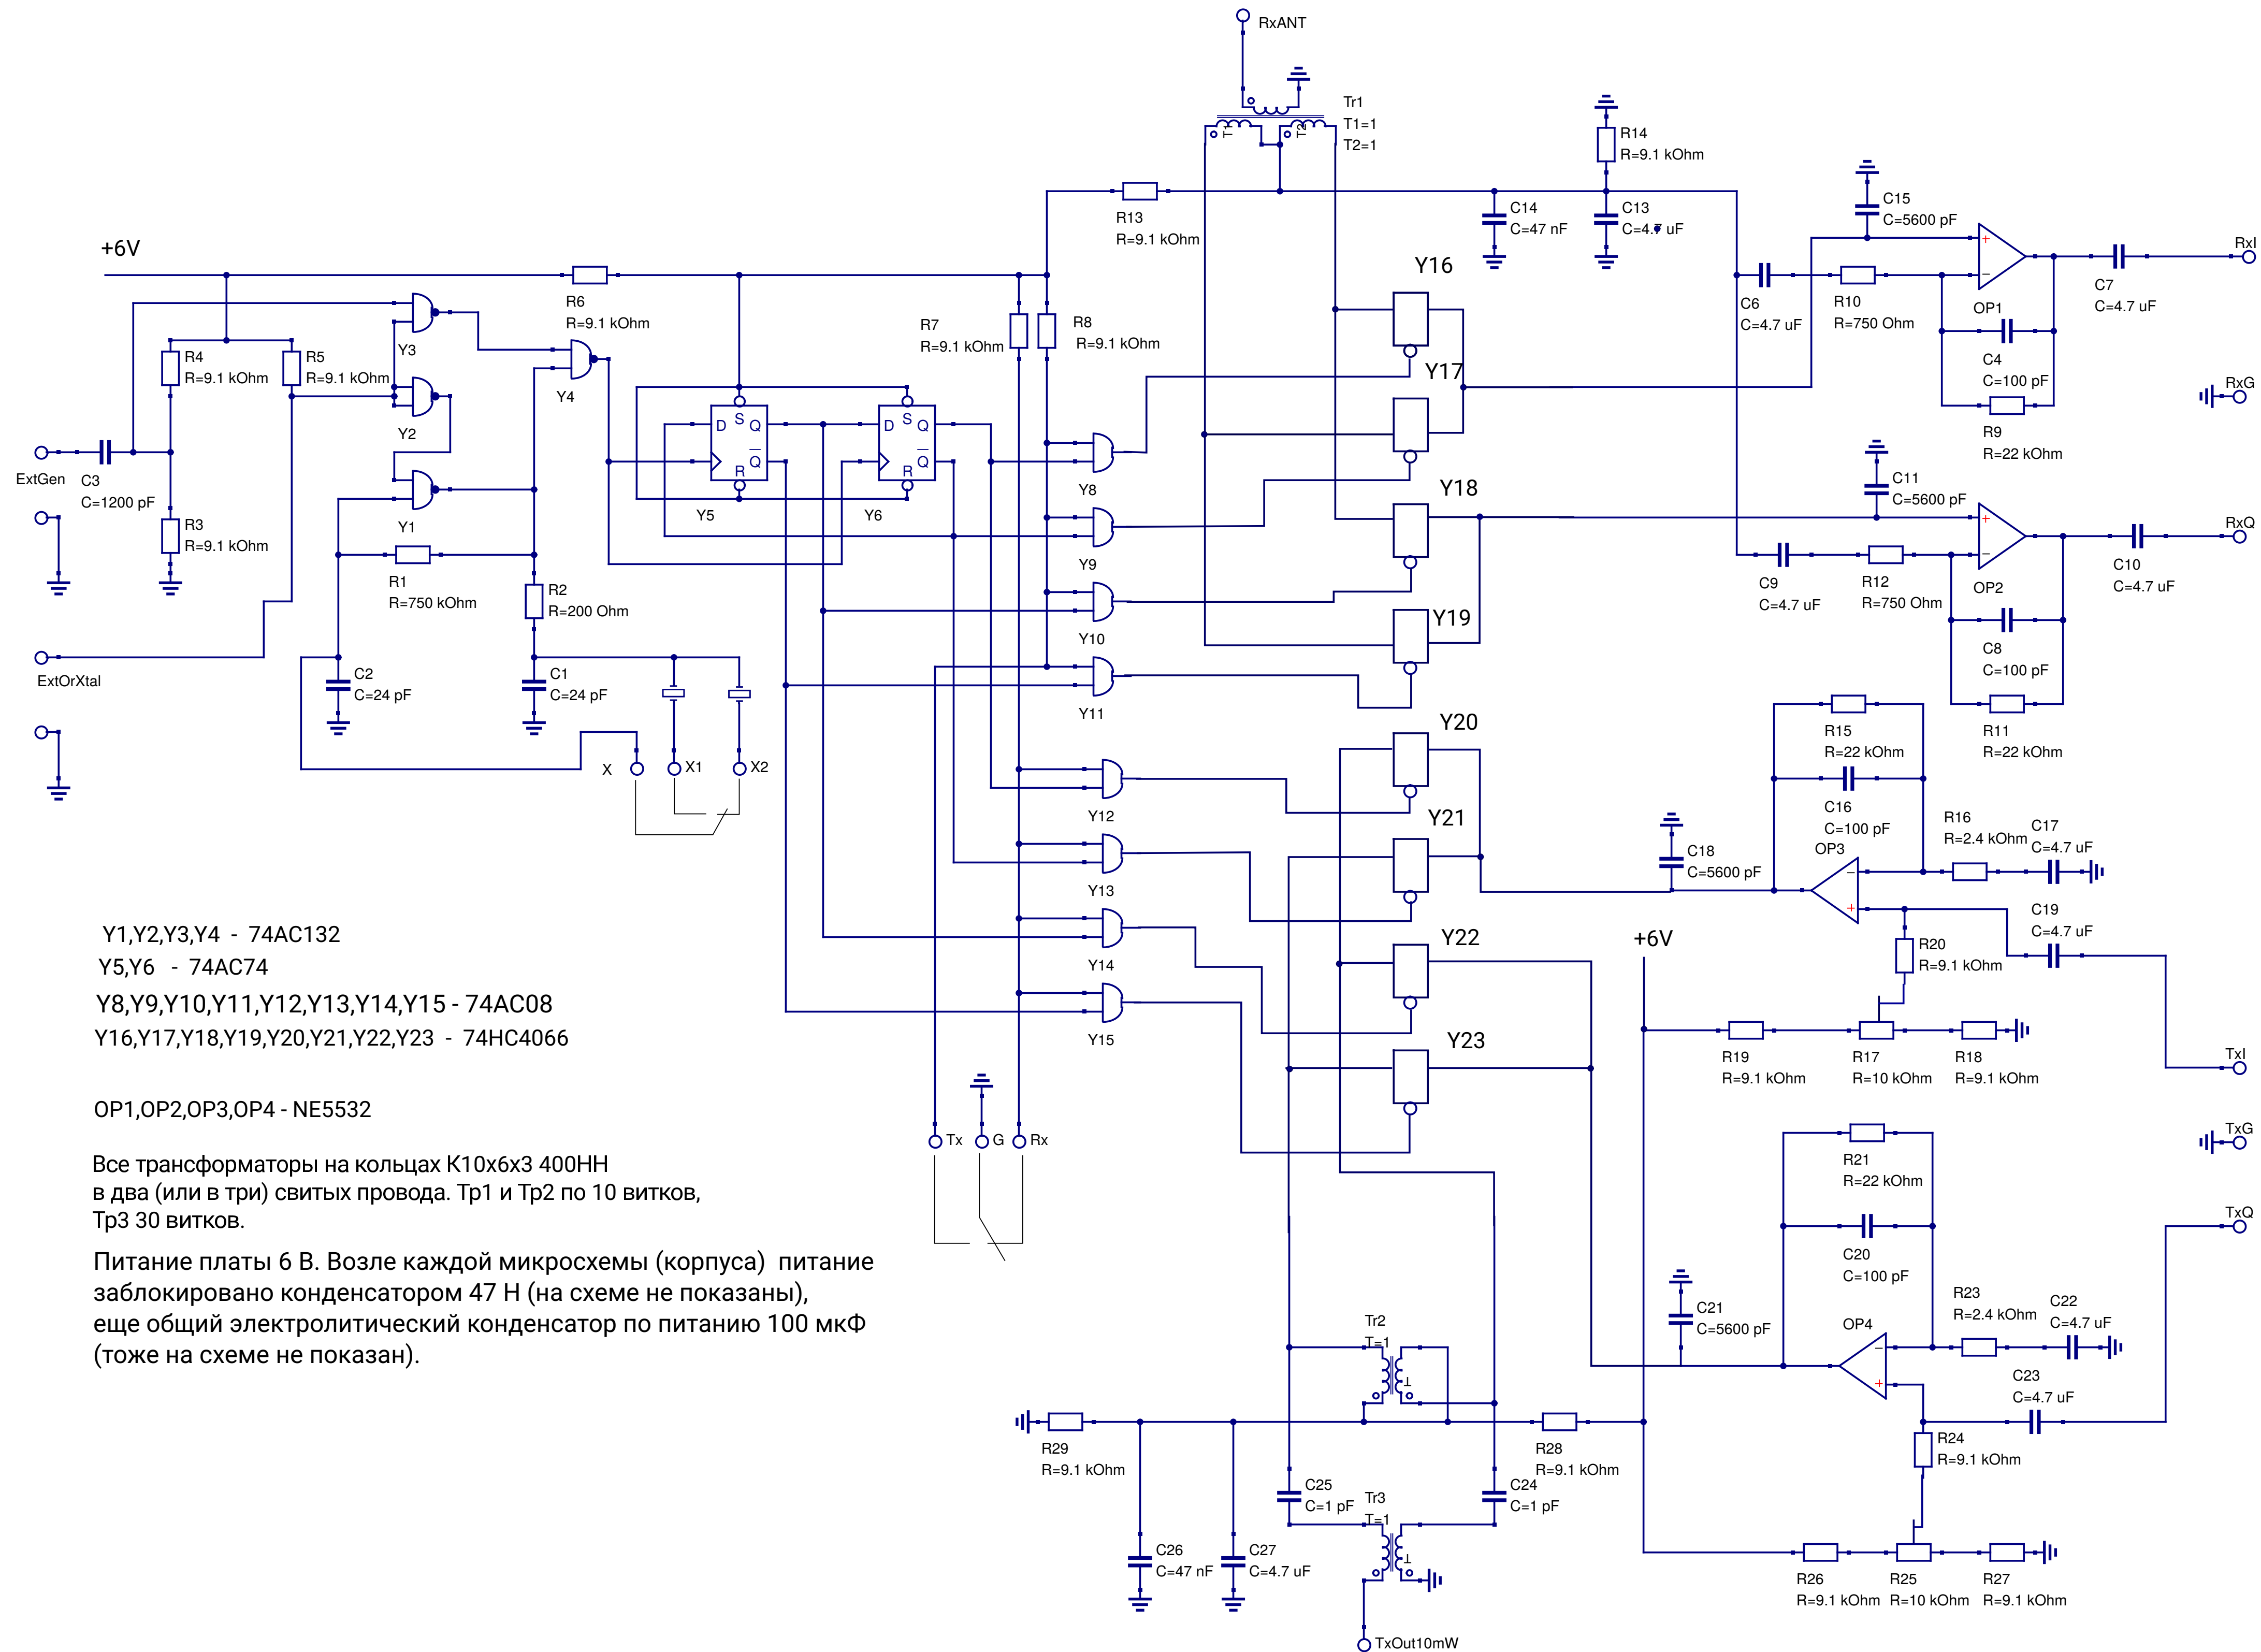 RxANT
Tr1
T1=1
T2=1
T1
T2
R14
R=9.1 kOhm
R13
R=9.1 kOhm
C14
C=47 nF
C13
C=4.7 uF
C15
C=5600 pF
+6V
R6
R=9.1 kOhm
Y3
R4
R=9.1 kOhm
R5
R=9.1 kOhm
Y4
Y2
R7
R=9.1 kOhm
R8
R=9.1 kOhm
Y16
Y17
C6
C=4.7 uF
R10
R=750 Ohm
+
−
OP1
C4
C=100 pF
R9
R=22 kOhm
C7
C=4.7 uF
RxI
RxG
ExtGen
C3
C=1200 pF
Y1
R3
R=9.1 kOhm
R1
R=750 kOhm
R2
R=200 Ohm
D S Q
R Q
Y5
D S Q
R Q
Y6
Y8
Y9
Y10
Y11
Y18
Y19
C11
C=5600 pF
C9
C=4.7 uF
R12
R=750 Ohm
+
−
OP2
C8
C=100 pF
R11
R=22 kOhm
C10
C=4.7 uF
RxQ
ExtOrXtal
C2
C=24 pF
C1
C=24 pF
X
X1
X2
Y12
Y13
Y14
Y15
Y20
Y21
Y22
Y23
R15
R=22 kOhm
C16
C=100 pF
OP3
−
+
R16
R=2.4 kOhm
C17
C=4.7 uF
C18
C=5600 pF
C19
C=4.7 uF
R20
R=9.1 kOhm
+6V
R19
R=9.1 kOhm
R17
R=10 kOhm
R18
R=9.1 kOhm
TxI
TxG
TxQ
Y1,Y2,Y3,Y4 - 74AC132
Y5,Y6 - 74AC74
Y8,Y9,Y10,Y11,Y12,Y13,Y14,Y15 - 74AC08
Y16,Y17,Y18,Y19,Y20,Y21,Y22,Y23 - 74HC4066
OP1,OP2,OP3,OP4 - NE5532
Все трансформаторы на кольцах К10х6х3 400НН
в два (или в три) свитых провода. Тр1 и Тр2 по 10 витков,
Тр3 30 витков.
Питание платы 6 В. Возле каждой микросхемы (корпуса) питание
заблокировано конденсатором 47 Н (на схеме не показаны),
еще общий электролитический конденсатор по питанию 100 мкФ
(тоже на схеме не показан).
Tx
G
Rx
R21
R=22 kOhm
C20
C=100 pF
OP4
−
+
R23
R=2.4 kOhm
C22
C=4.7 uF
C21
C=5600 pF
C23
C=4.7 uF
R24
R=9.1 kOhm
R26
R=9.1 kOhm
R25
R=10 kOhm
R27
R=9.1 kOhm
Tr2
T=1
T
R29
R=9.1 kOhm
R28
R=9.1 kOhm
C25
C=1 pF
C24
C=1 pF
Tr3
T=1
T
C26
C=47 nF
C27
C=4.7 uF
TxOut10mW